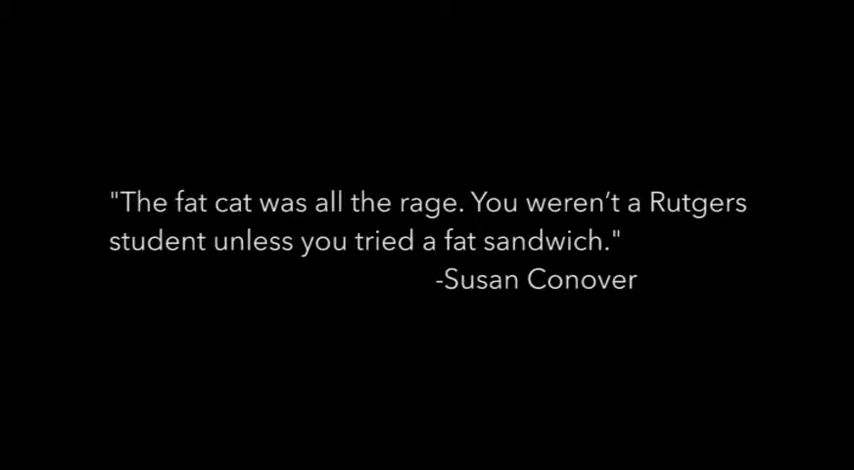 "The fat cat was all the rage. You weren’t a Rutgers
student unless you tried a fat sandwich."
-Susan Conover